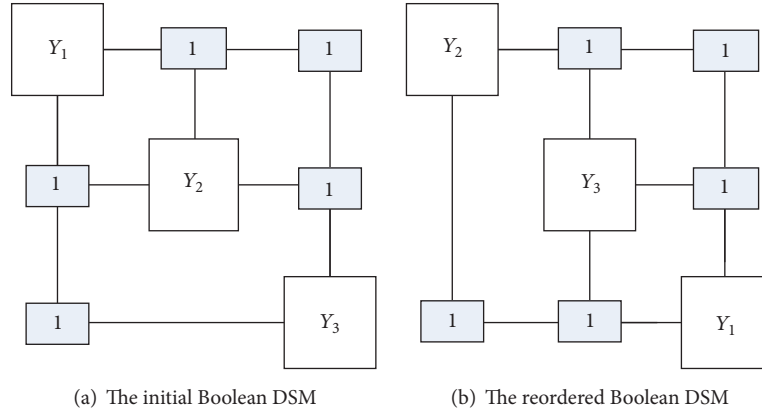 Y₁ 1 1
1 Y₂ 1
1 Y₃
(a) The initial Boolean DSM
Y₂ 1 1
Y₃ 1
1 1 Y₁
(b) The reordered Boolean DSM